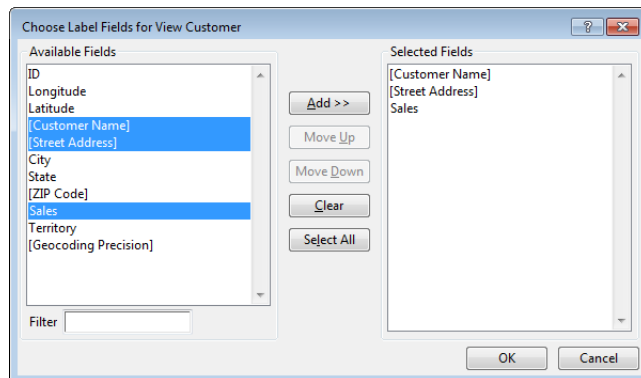 Choose Label Fields for View Customer
Available Fields
ID
Longitude
Latitude
[Customer Name]
[Street Address]
City
State
[ZIP Code]
Sales
Territory
[Geocoding Precision]
Filter
Add >>
Move Up
Move Down
Clear
Select All
Selected Fields
[Customer Name]
[Street Address]
Sales
OK
Cancel